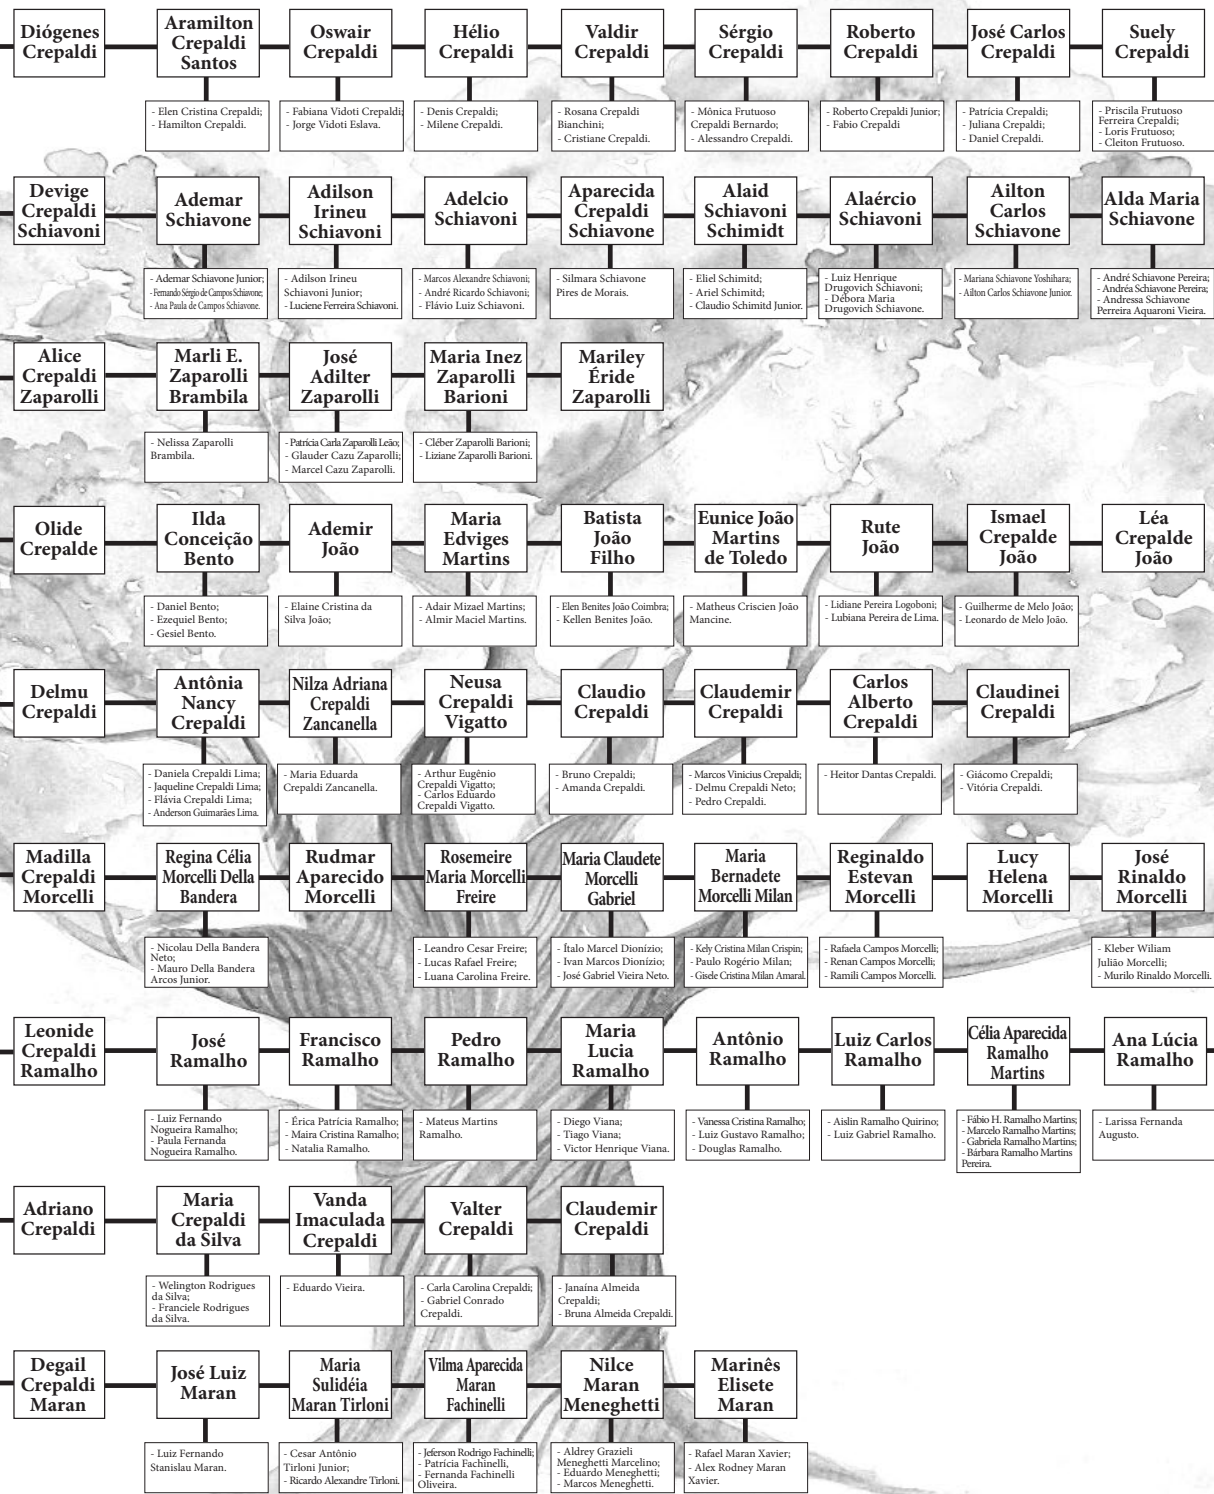 Diógenes
Crepaldi
Aramilton
Crepaldi
Santos
Oswair
Crepaldi
Hélio
Crepaldi
Valdir
Crepaldi
Sérgio
Crepaldi
Roberto
Crepaldi
José Carlos
Crepaldi
Suely
Crepaldi
- Elen Cristina Crepaldi;
- Hamilton Crepaldi.
- Fabiana Vidoti Crepaldi;
- Jorge Vidoti Eslava.
- Denis Crepaldi;
- Milene Crepaldi.
- Rosana Crepaldi
Bianchini;
- Cristiane Crepaldi.
- Mônica Frutuoso
Crepaldi Bernardo;
- Alessandro Crepaldi.
- Roberto Crepaldi Junior;
- Fabio Crepaldi
- Patrícia Crepaldi;
- Juliana Crepaldi;
- Daniel Crepaldi.
- Priscila Frutuoso
Ferreira Crepaldi;
- Loris Frutuoso;
- Cleiton Frutuoso.
Devige
Crepaldi
Schiavoni
Ademar
Schiavone
Adilson
Irineu
Schiavoni
Adelcio
Schiavoni
Aparecida
Crepaldi
Schiavone
Alaid
Schiavoni
Schimidt
Alaércio
Schiavoni
Ailton
Carlos
Schiavone
Alda Maria
Schiavone
- Ademar Schiavone Junior;
- Fernando Sérgio de Campos Schiavone;
- Ana Paula de Campos Schiavone.
- Adilson Irineu
Schiavoni Junior;
- Luciene Ferreira Schiavoni.
- Marcos Alexandre Schiavoni;
- André Ricardo Schiavoni;
- Flávio Luiz Schiavoni.
- Silmara Schiavone
Pires de Morais.
- Eliel Schimitd;
- Ariel Schimitd;
- Claudio Schimitd Junior.
- Luiz Henrique
Drugovich Schiavoni;
- Débora Maria
Drugovich Schiavone.
- Mariana Schiavone Yoshihara;
- Ailton Carlos Schiavone Junior.
- André Schiavone Pereira;
- Andréa Schiavone Pereira;
- Andressa Schiavone
Perreira Aquaroni Vieira.
Alice
Crepaldi
Zaparolli
Marli E.
Zaparolli
Brambila
José
Adilter
Zaparolli
Maria Inez
Zaparolli
Barioni
Mariley
Éride
Zaparolli
- Nelissa Zaparolli
Brambila.
- Patrícia Carla Zaparolli Leão;
- Glauder Cazu Zaparolli;
- Marcel Cazu Zaparolli.
- Cléber Zaparolli Barioni;
- Liziane Zaparolli Barioni.
Olide
Crepalde
Ilda
Conceição
Bento
Ademir
João
Maria
Edviges
Martins
Batista
João
Filho
Eunice João
Martins
de Toledo
Rute
João
Ismael
Crepalde
João
Léa
Crepalde
João
- Daniel Bento;
- Ezequiel Bento;
- Gesiel Bento.
- Elaine Cristina da
Silva João;
- Adair Mizael Martins;
- Almir Maciel Martins.
- Elen Benites João Coimbra;
- Kellen Benites João.
- Matheus Criscien João
Mancine.
- Lidiane Pereira Logoboni;
- Lubiana Pereira de Lima.
- Guilherme de Melo João;
- Leonardo de Melo João.
Delmu
Crepaldi
Antônia
Nancy
Crepaldi
Nilza Adriana
Crepaldi
Zancanella
Neusa
Crepaldi
Vigatto
Claudio
Crepaldi
Claudemir
Crepaldi
Carlos
Alberto
Crepaldi
Claudinei
Crepaldi
- Daniela Crepaldi Lima;
- Jaqueline Crepaldi Lima;
- Flávia Crepaldi Lima;
- Anderson Guimarães Lima.
- Maria Eduarda
Crepaldi Zancanella.
- Arthur Eugênio
Crepaldi Vigatto;
- Carlos Eduardo
Crepaldi Vigatto.
- Bruno Crepaldi;
- Amanda Crepaldi.
- Marcos Vinicius Crepaldi;
- Delmu Crepaldi Neto;
- Pedro Crepaldi.
- Heitor Dantas Crepaldi.
- Giácomo Crepaldi;
- Vitória Crepaldi.
Madilla
Crepaldi
Morcelli
Regina Célia
Morcelli Della
Bandera
Rudmar
Aparecido
Morcelli
Rosemeire
Maria Morcelli
Freire
Maria Claudete
Morcelli
Gabriel
Maria
Bernadete
Morcelli Milan
Reginaldo
Estevan
Morcelli
Lucy
Helena
Morcelli
José
Rinaldo
Morcelli
- Nicolau Della Bandera
Neto;
- Mauro Della Bandera
Arcos Junior.
- Leandro Cesar Freire;
- Lucas Rafael Freire;
- Luana Carolina Freire.
- Ítalo Marcel Dionízio;
- Ivan Marcos Dionízio;
- José Gabriel Vieira Neto.
- Kely Cristina Milan Crispin;
- Paulo Rogério Milan;
- Gisele Cristina Milan Amaral.
- Rafaela Campos Morcelli;
- Renan Campos Morcelli;
- Ramili Campos Morcelli.
- Kleber Wiliam
Julião Morcelli;
- Murilo Rinaldo Morcelli.
Leonide
Crepaldi
Ramalho
José
Ramalho
Francisco
Ramalho
Pedro
Ramalho
Maria
Lucia
Ramalho
Antônio
Ramalho
Luiz Carlos
Ramalho
Célia Aparecida
Ramalho
Martins
Ana Lúcia
Ramalho
- Luiz Fernando
Nogueira Ramalho;
- Paula Fernanda
Nogueira Ramalho.
- Érica Patrícia Ramalho;
- Maira Cristina Ramalho;
- Natalia Ramalho.
- Mateus Martins
Ramalho.
- Diego Viana;
- Tiago Viana;
- Victor Henrique Viana.
- Vanessa Cristina Ramalho;
- Luiz Gustavo Ramalho;
- Douglas Ramalho.
- Aislin Ramalho Quirino;
- Luiz Gabriel Ramalho.
- Fábio H. Ramalho Martins;
- Marcelo Ramalho Martins;
- Gabriela Ramalho Martins;
- Bárbara Ramalho Martins
Pereira.
- Larissa Fernanda
Augusto.
Adriano
Crepaldi
Maria
Crepaldi
da Silva
Vanda
Imaculada
Crepaldi
Valter
Crepaldi
Claudemir
Crepaldi
- Welington Rodrigues
da Silva;
- Franciele Rodrigues
da Silva.
- Eduardo Vieira.
- Carla Carolina Crepaldi;
- Gabriel Conrado
Crepaldi.
- Janaína Almeida
Crepaldi;
- Bruna Almeida Crepaldi.
Degail
Crepaldi
Maran
José Luiz
Maran
Maria
Sulidéia
Maran Tirloni
Vilma Aparecida
Maran
Fachinelli
Nilce
Maran
Meneghetti
Marinês
Elisete
Maran
- Luiz Fernando
Stanislau Maran.
- Cesar Antônio
Tirloni Junior;
- Ricardo Alexandre Tirloni.
- Jeferson Rodrigo Fachinelli;
- Patrícia Fachinelli,
- Fernanda Fachinelli
Oliveira.
- Aldrey Grazieli
Meneghetti Marcelino;
- Eduardo Meneghetti;
- Marcos Meneghetti.
- Rafael Maran Xavier;
- Alex Rodney Maran
Xavier.